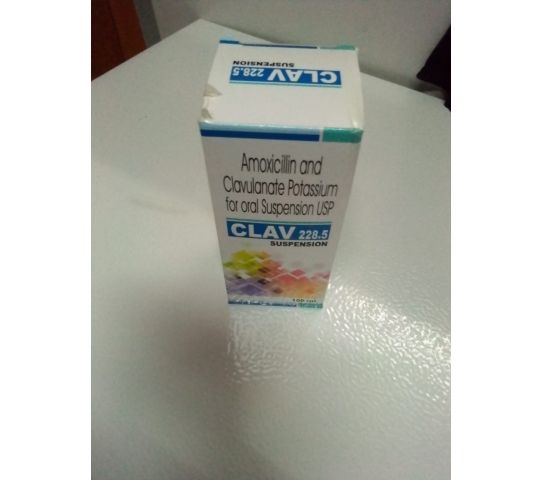 CLAV 228.5
SUSPENSION
Amoxicillin and
Clavulanate Potassium
for oral Suspension USP
CLAV 228.5
SUSPENSION
100 ml